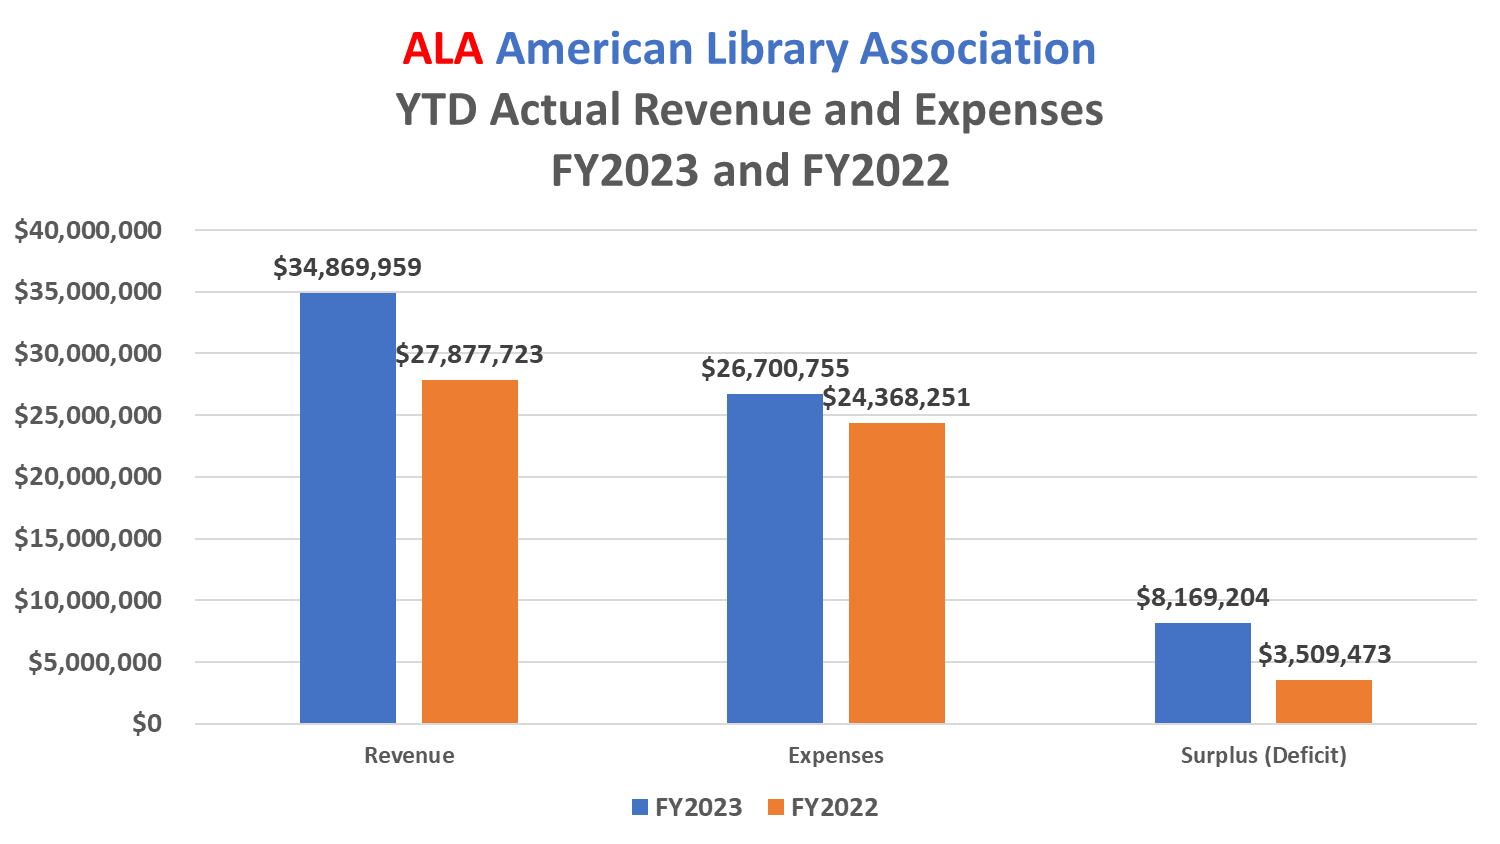 ALA American Library Association
YTD Actual Revenue and Expenses
FY2023 and FY2022
$40,000,000
$35,000,000
$30,000,000
$25,000,000
$20,000,000
$15,000,000
$10,000,000
$5,000,000
$0
$34,869,959
$27,877,723
$26,700,755
$24,368,251
$8,169,204
$3,509,473
Revenue
Expenses
Surplus (Deficit)
FY2023
FY2022